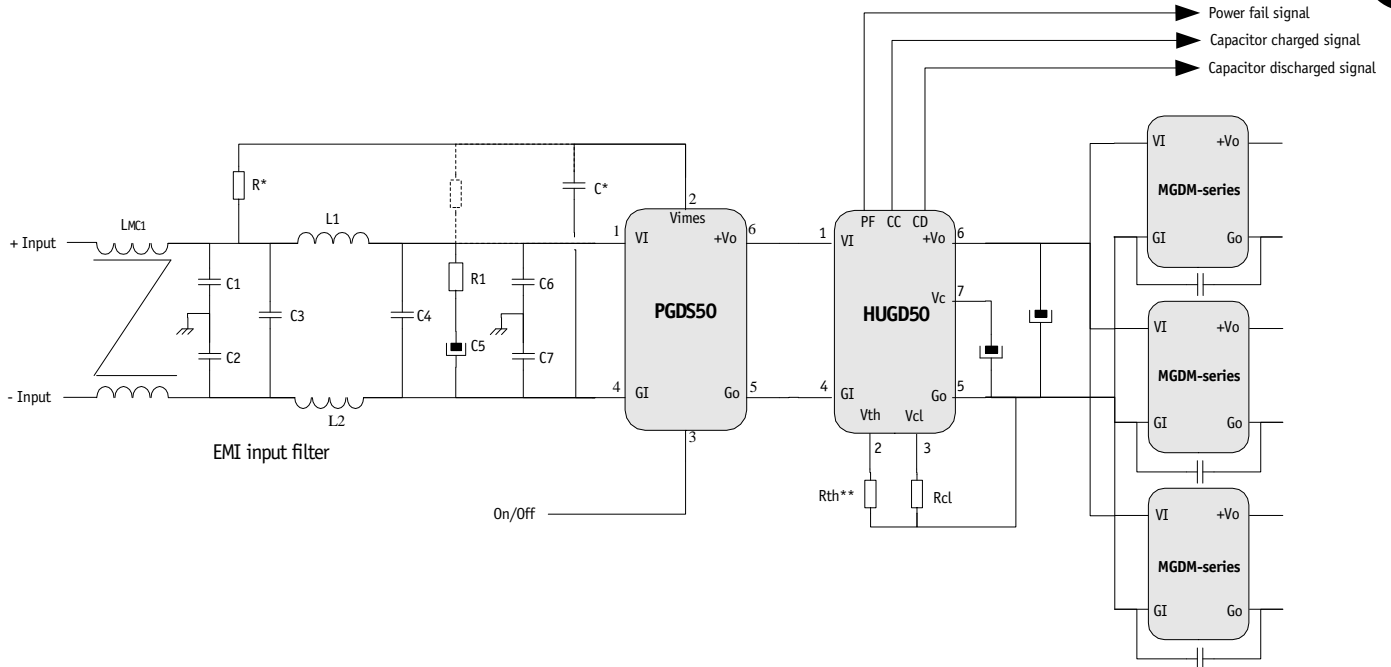 Power fail signal
Capacitor charged signal
Capacitor discharged signal
R*
C*
LMC1
L1
+ Input
C1
C2
C3
C4
R1
C5
C6
C7
- Input
L2
EMI input filter
On/Off
1
2
6
Vimes
VI
+Vo
PGDS50
4
GI
Go
5
3
PF CC CD
1
VI
+Vo
6
Vc
7
HUGD50
4
GI
Go
5
Vth
Vcl
2
3
Rth**
Rcl
VI
+Vo
MGDM-series
GI
Go
VI
+Vo
MGDM-series
GI
Go
VI
+Vo
MGDM-series
GI
Go